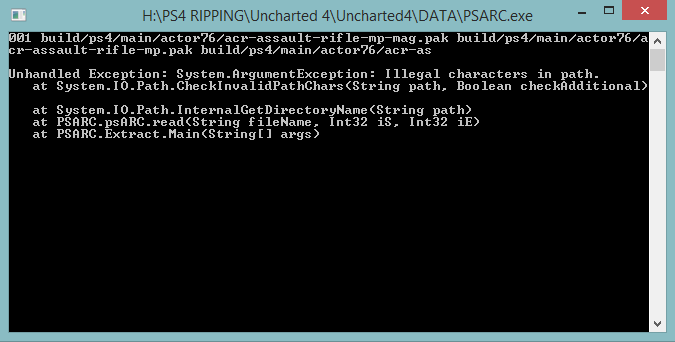 H:\PS4 RIPPING\Uncharted 4\Uncharted4\DATA\PSARC.exe
001 build/ps4/main/actor76/acr-assault-rifle-mp-mag.pak build/ps4/main/actor76/a
cr-assault-rifle-mp.pak build/ps4/main/actor76/acr-as
Unhandled Exception: System.ArgumentException: Illegal characters in path.
at System.IO.Path.CheckInvalidPathChars(String path, Boolean checkAdditional)
at System.IO.Path.InternalGetDirectoryName(String path)
at PSARC.psARC.read(String fileName, Int32 iS, Int32 iE)
at PSARC.Extract.Main(String[] args)